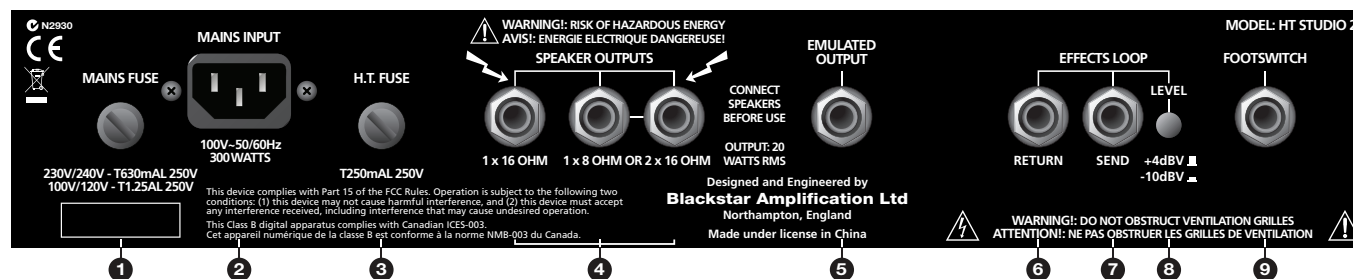 N2930
CE
MAINS FUSE
230V/240V - T630mAL 250V
100V/120V - T1.25AL 250V
MAINS INPUT
100V~50/60Hz
300 WATTS
H.T. FUSE
T250mAL 250V
This device complies with Part 15 of the FCC Rules. Operation is subject to the following two
conditions: (1) this device may not cause harmful interference, and (2) this device must accept
any interference received, including interference that may cause undesired operation.
This Class B digital apparatus complies with Canadian ICES-003.
Cet appareil numérique de la classe B est conforme à la norme NMB-003 du Canada.
WARNING!: RISK OF HAZARDOUS ENERGY
AVIS!: ENERGIE ELECTRIQUE DANGEREUSE!
SPEAKER OUTPUTS
1 x 16 OHM
1 x 8 OHM OR 2 x 16 OHM
CONNECT
SPEAKERS
BEFORE USE
OUTPUT: 20
WATTS RMS
EMULATED
OUTPUT
Designed and Engineered by
Blackstar Amplification Ltd
Northampton, England
Made under license in China
MODEL: HT STUDIO 2
EFFECTS LOOP
RETURN
SEND
LEVEL
+4dBV
-10dBV
FOOTSWITCH
WARNING!: DO NOT OBSTRUCT VENTILATION GRILLES
ATTENTION!: NE PAS OBSTRUER LES GRILLES DE VENTILATION
1
2
3
4
5
6
7
8
9